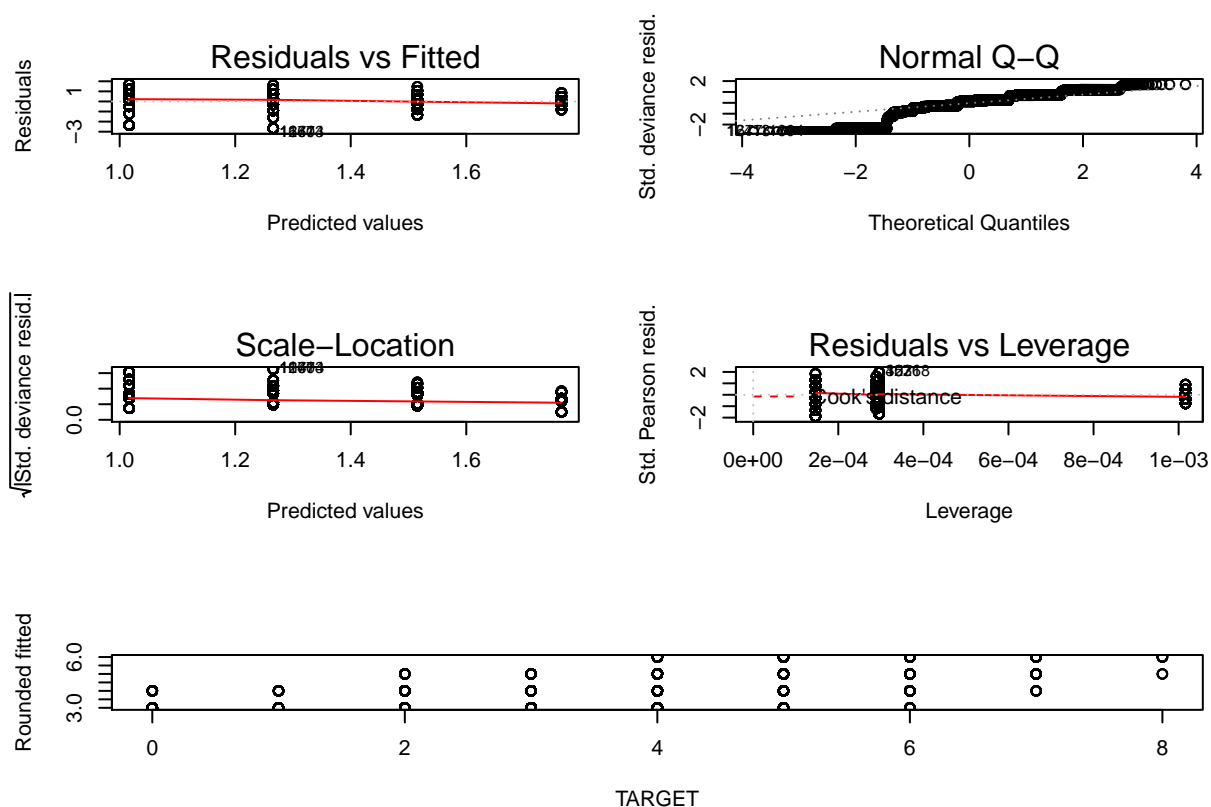 Residuals vs Fitted
Residuals
1
−3
1.0 1.2 1.4 1.6
Predicted values
Normal Q−Q
Std. deviance resid.
2
−2
−4 −2 0 2 4
Theoretical Quantiles
Scale−Location
√|Std. deviance resid.|
0.0
1.0 1.2 1.4 1.6
Predicted values
Residuals vs Leverage
Std. Pearson resid.
2
−2
Cook's distance
0e+00 2e−04 4e−04 6e−04 8e−04 1e−03
Leverage
Rounded fitted
6.0
3.0
0 2 4 6 8
TARGET